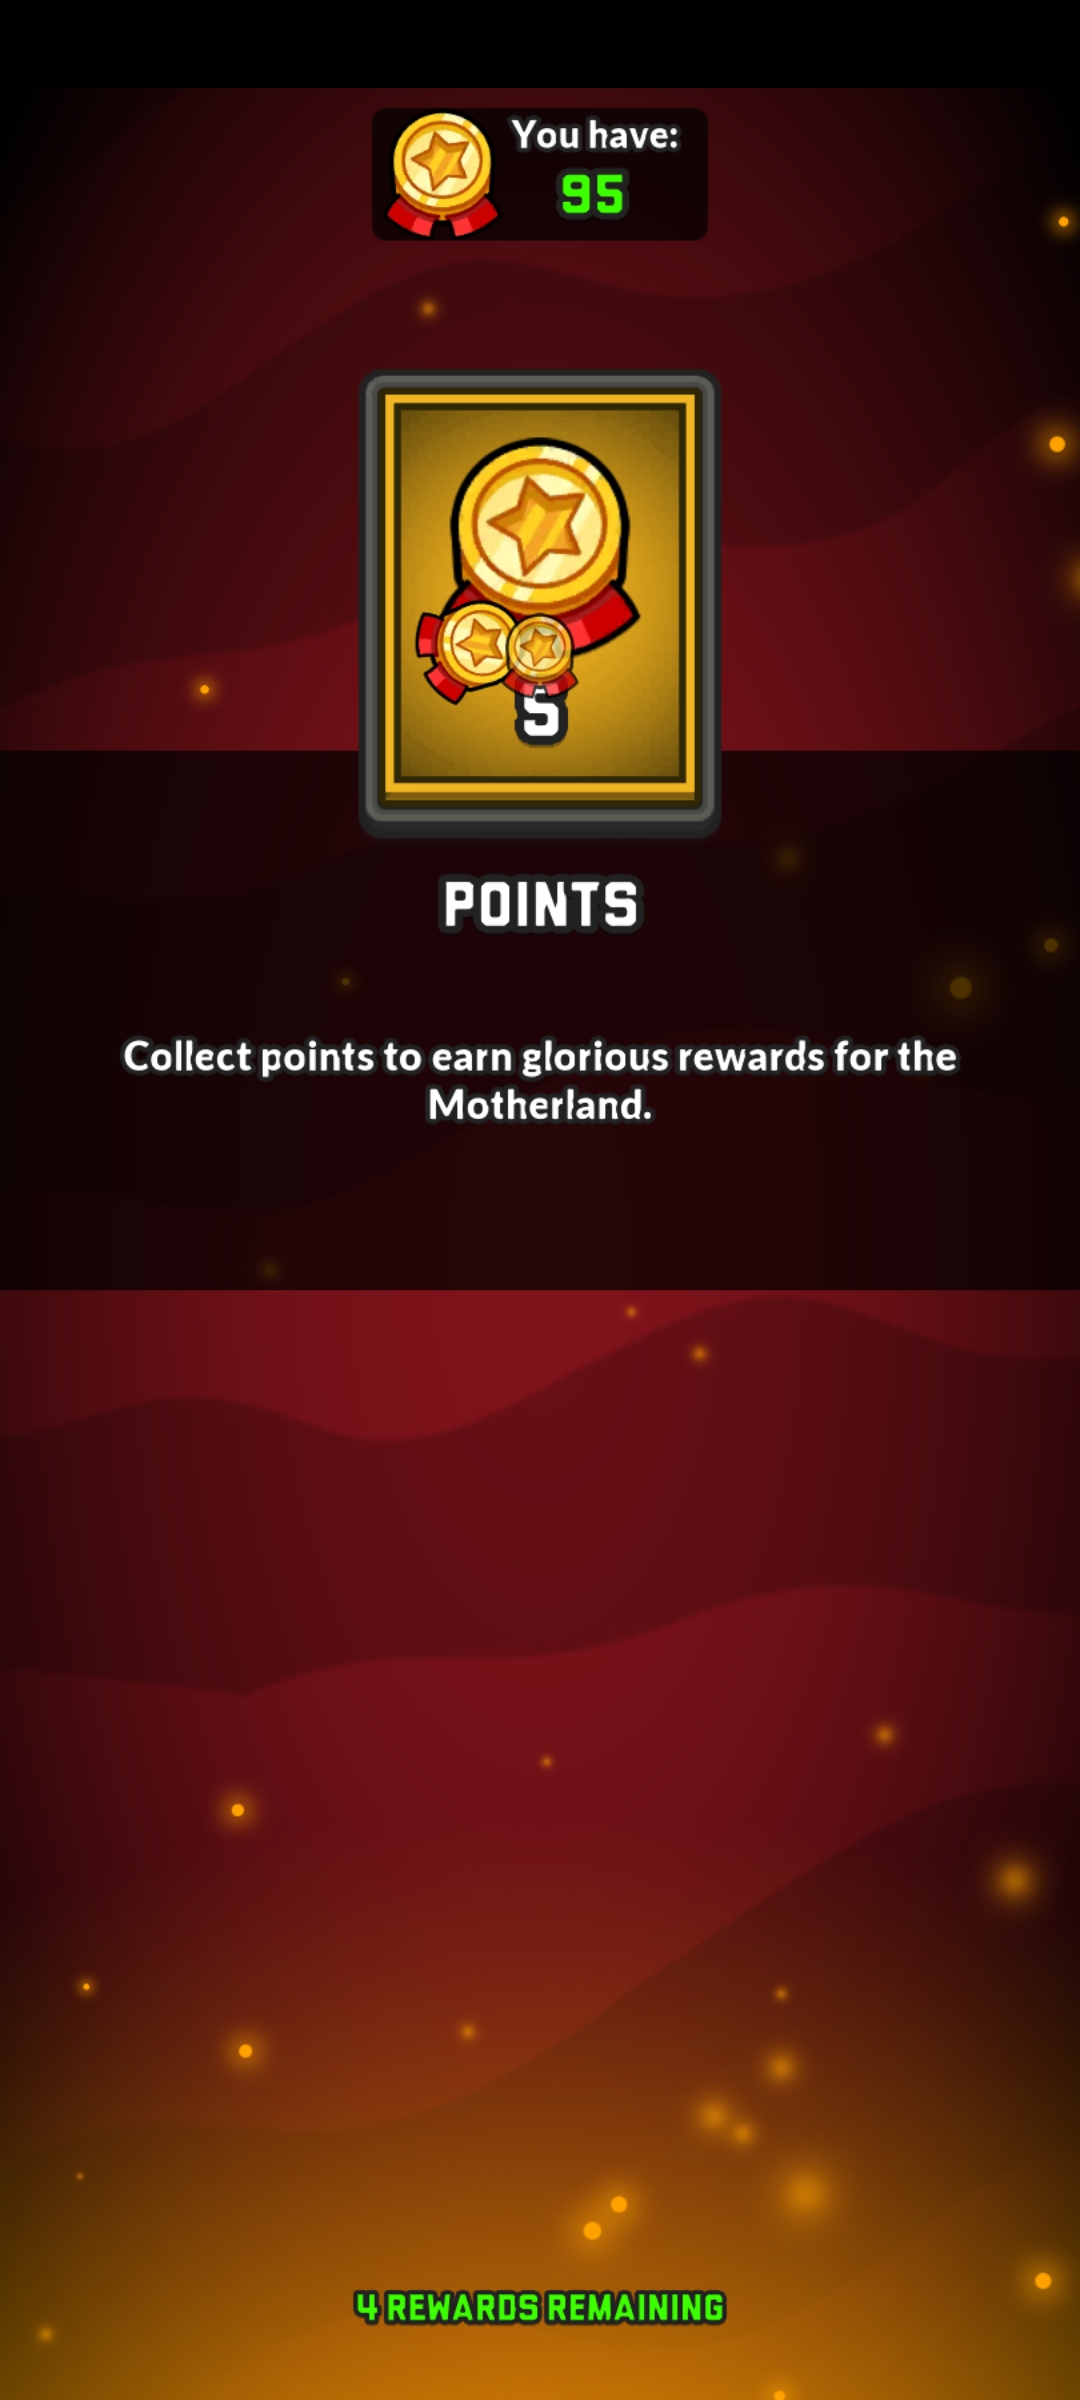 You have:
95
5
POINTS
Collect points to earn glorious rewards for the
Motherland.
4 REWARDS REMAINING